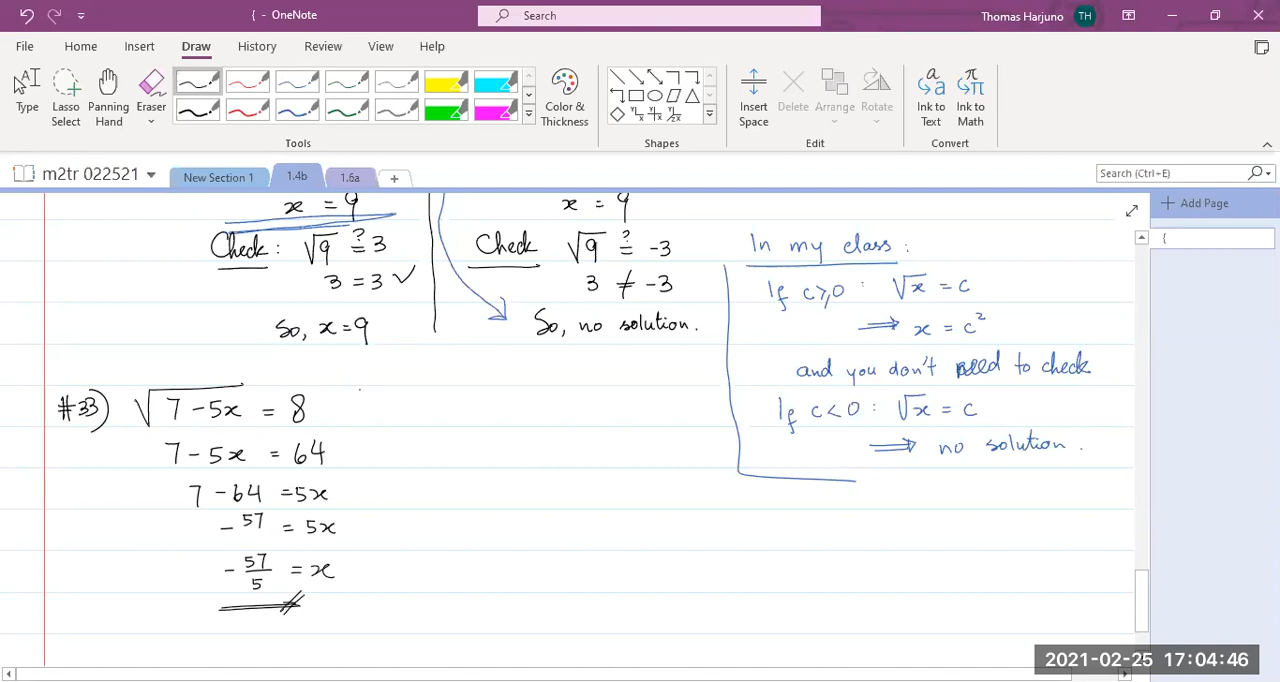 { - OneNote
Search
Thomas Harjuno TH
File Home Insert Draw History Review View Help
Type
Lasso Select
Panning Hand
Eraser
Color & Thickness
Insert Space
Delete
Arrange
Rotate
Ink to Text
Ink to Math
Tools
Shapes
Edit
Convert
m2tr 022521
New Section 1
1.4b
1.6a
Search (Ctrl+E)
Add Page
{
x = 9
Check: √9 ≟ 3
3 = 3 ✓
So, x = 9
x = 9
Check √9 ≟ -3
3 ≠ -3
So, no solution.
In my class:
If c ≥ 0 : √x = c
⟹ x = c²
and you don't need to check
If c < 0 : √x = c
⟹ no solution.
#33) √(7 - 5x) = 8
7 - 5x = 64
7 - 64 = 5x
- 57 = 5x
- 57/5 = x
2021-02-25 17:04:46